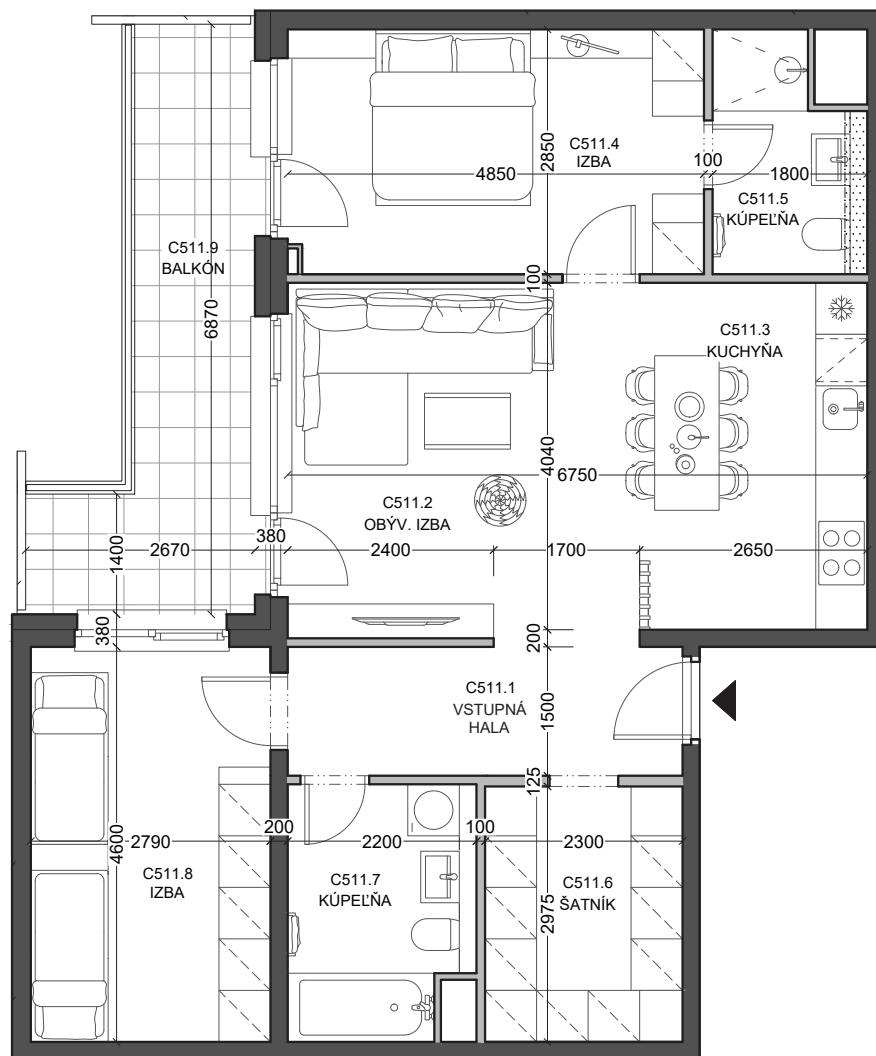 2850
C511.4
IZBA
4850
100
1800
C511.5
KÚPEĽŇA
C511.9
BALKÓN
6870
100
C511.3
KUCHYŇA
4040
6750
C511.2
OBÝV. IZBA
380
2670
2400
1700
2650
1400
380
200
C511.1
VSTUPNÁ
HALA
1500
125
2790
200
2200
100
2300
4600
C511.8
IZBA
C511.7
KÚPEĽŇA
C511.6
ŠATNÍK
2975